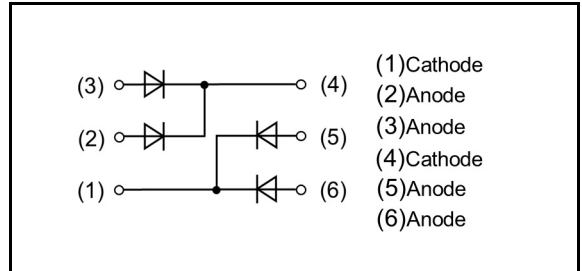 (3)
(4)
(2)
(5)
(1)
(6)
(1)Cathode
(2)Anode
(3)Anode
(4)Cathode
(5)Anode
(6)Anode